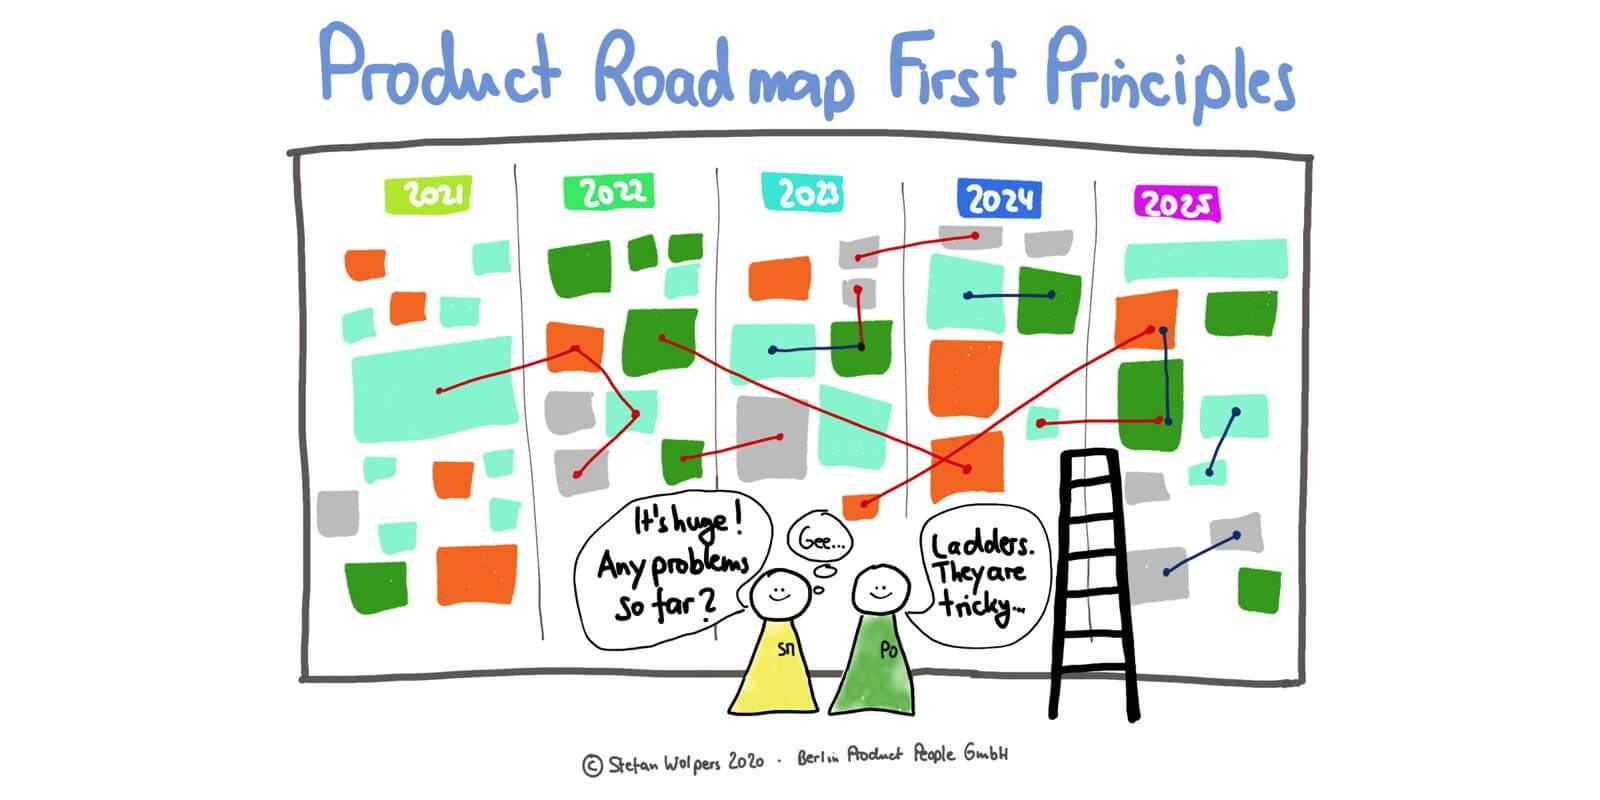 Product Roadmap First Principles
2021
2022
2023
2024
2025
It's huge!
Any problems
so far?
Gee...
Ladders.
They are
tricky...
Sn
Po
© Stefan Wolpers 2020 · Berlin Product People GmbH